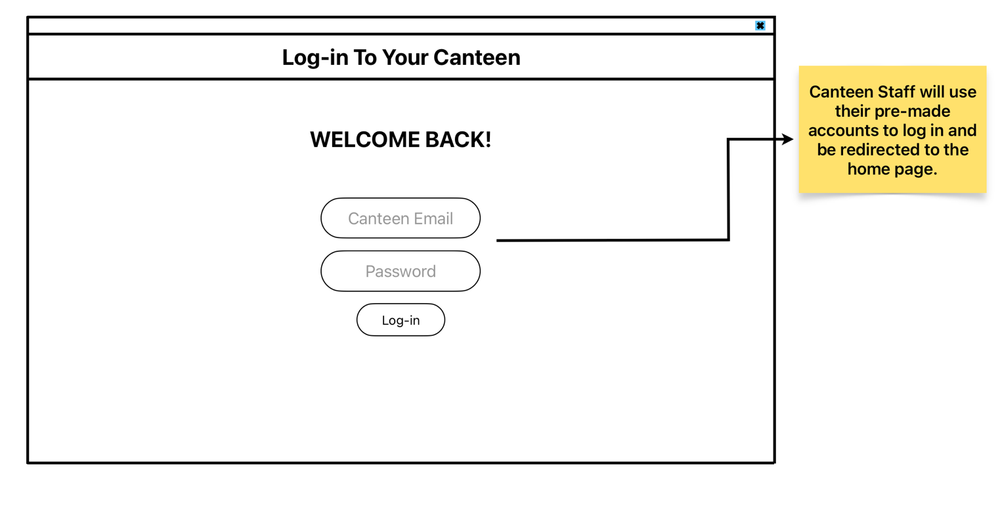 Log-in To Your Canteen
WELCOME BACK!
Canteen Email
Password
Log-in
Canteen Staff will use
their pre-made
accounts to log in and
be redirected to the
home page.